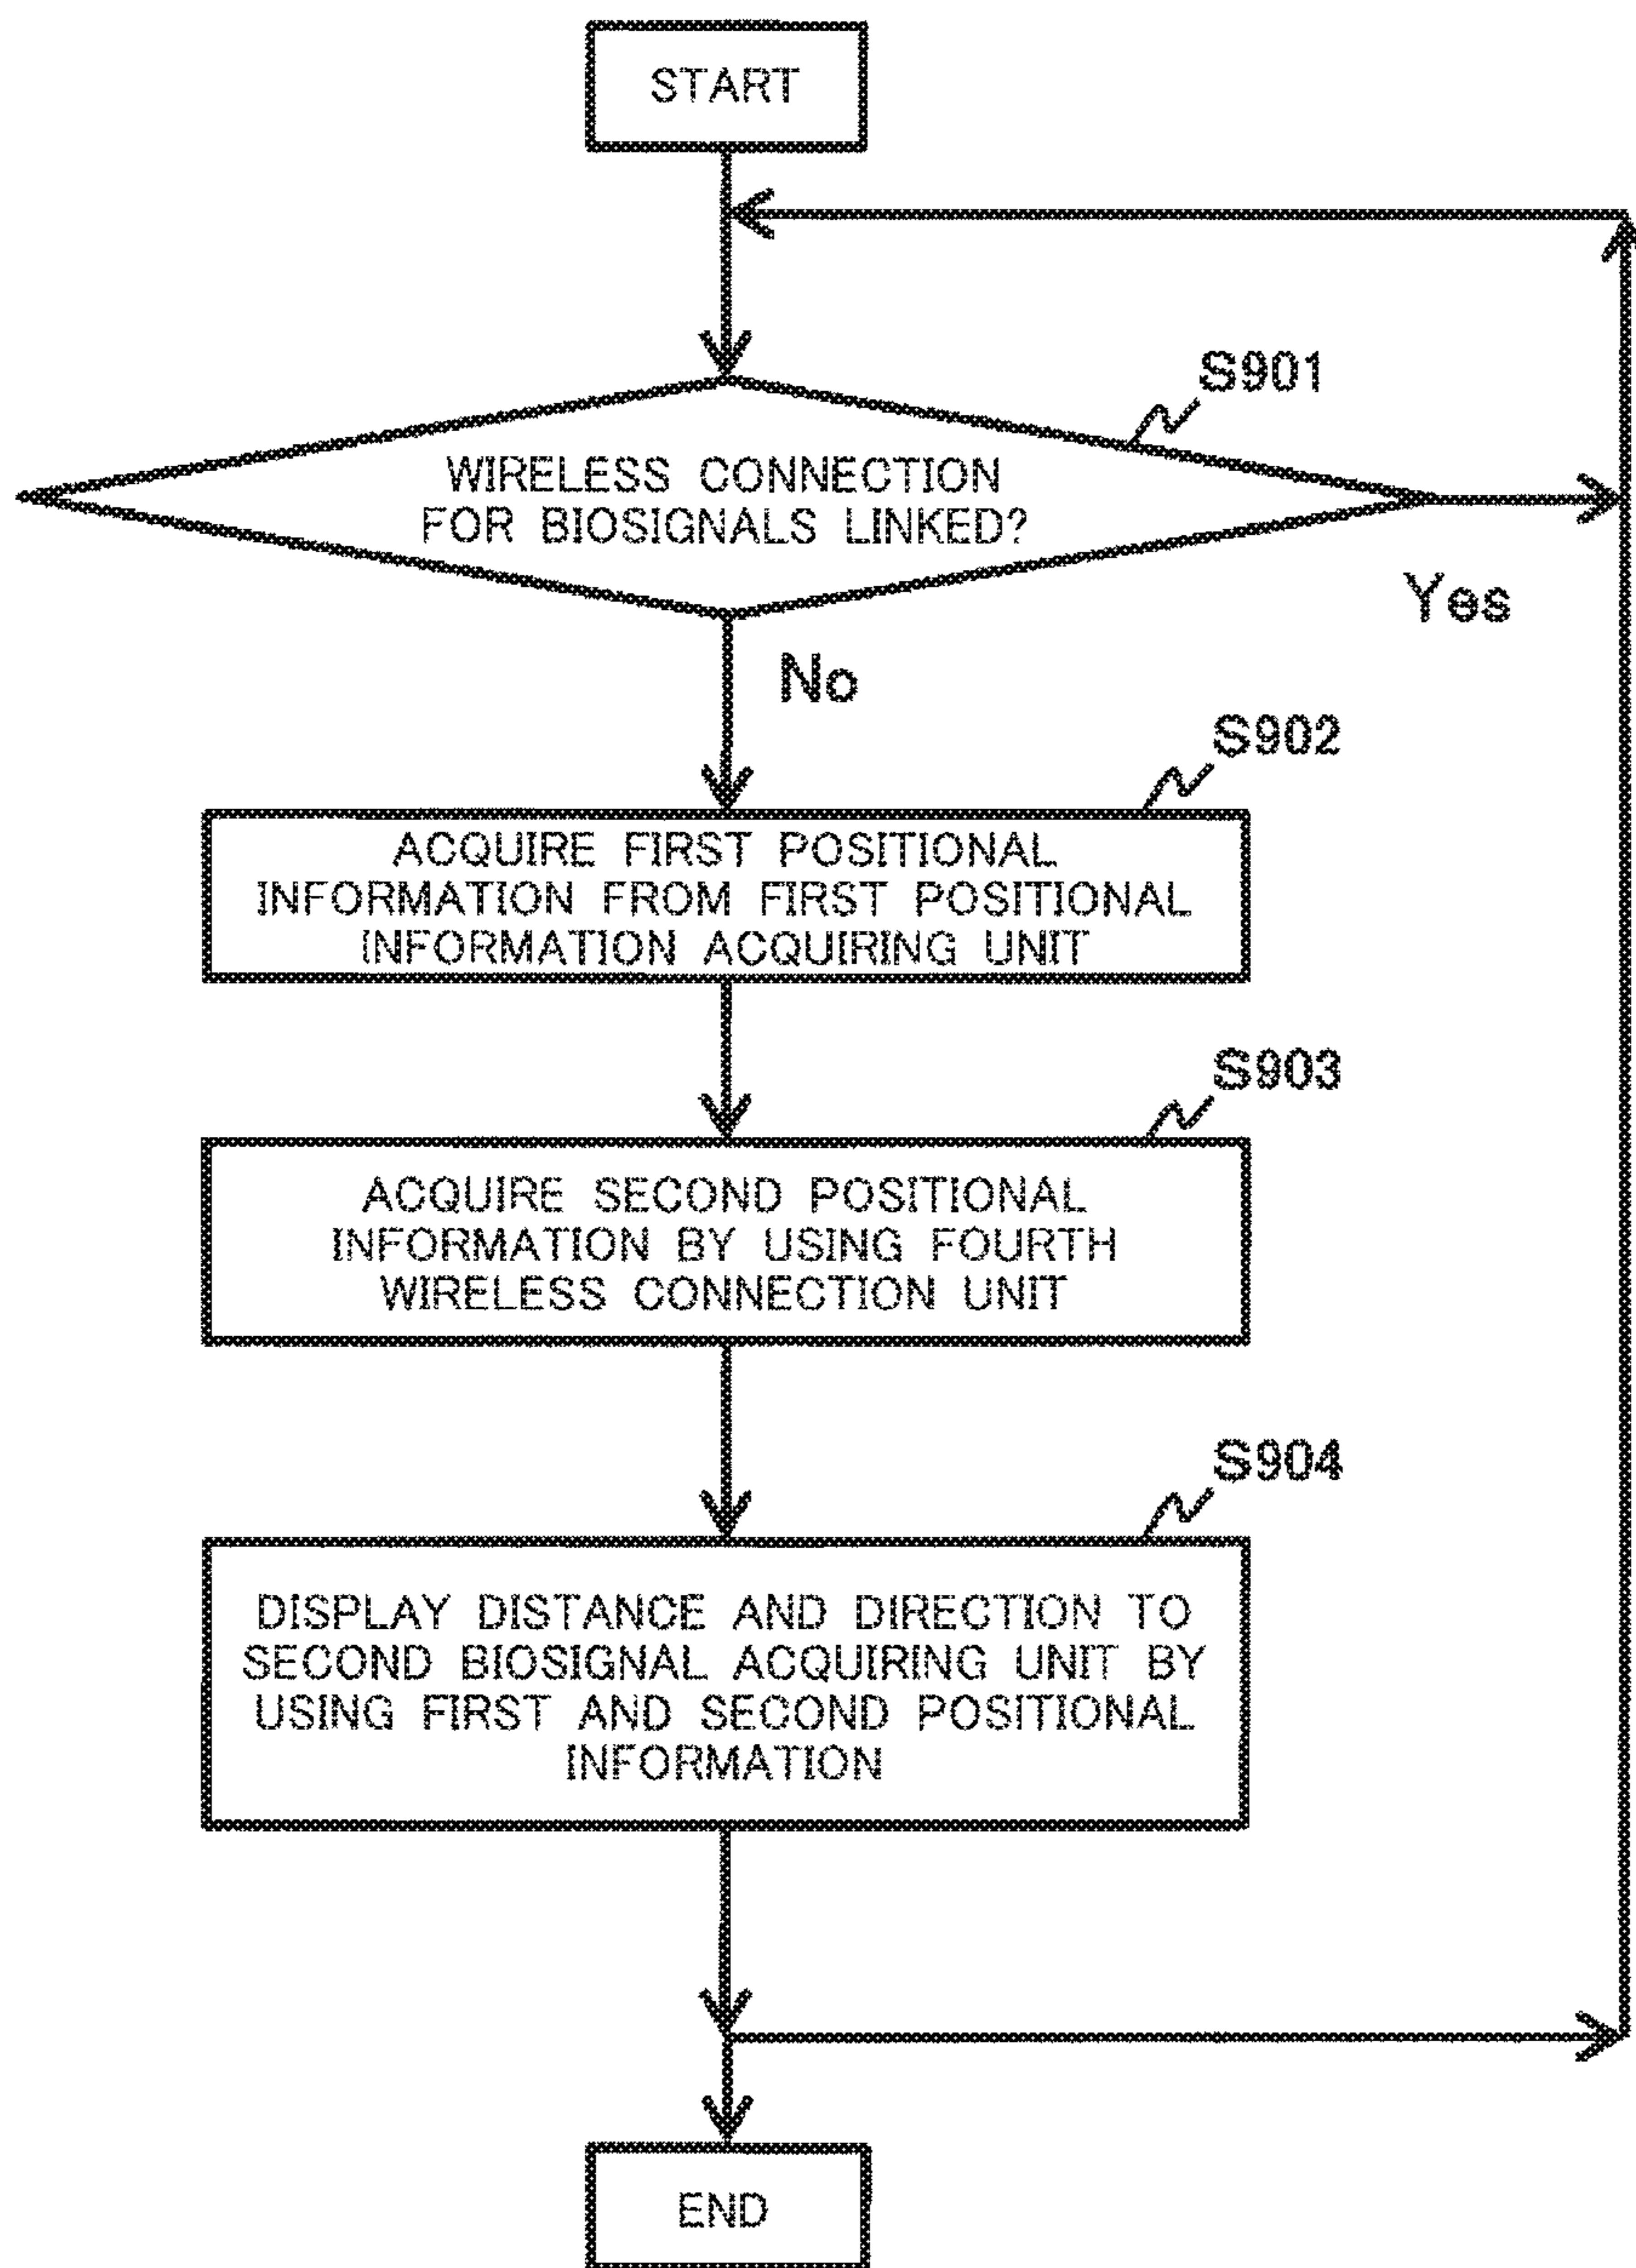 START
S901
WIRELESS CONNECTION
FOR BIOSIGNALS LINKED?
Yes
No
S902
ACQUIRE FIRST POSITIONAL
INFORMATION FROM FIRST POSITIONAL
INFORMATION ACQUIRING UNIT
S903
ACQUIRE SECOND POSITIONAL
INFORMATION BY USING FOURTH
WIRELESS CONNECTION UNIT
S904
DISPLAY DISTANCE AND DIRECTION TO
SECOND BIOSIGNAL ACQUIRING UNIT BY
USING FIRST AND SECOND POSITIONAL
INFORMATION
END